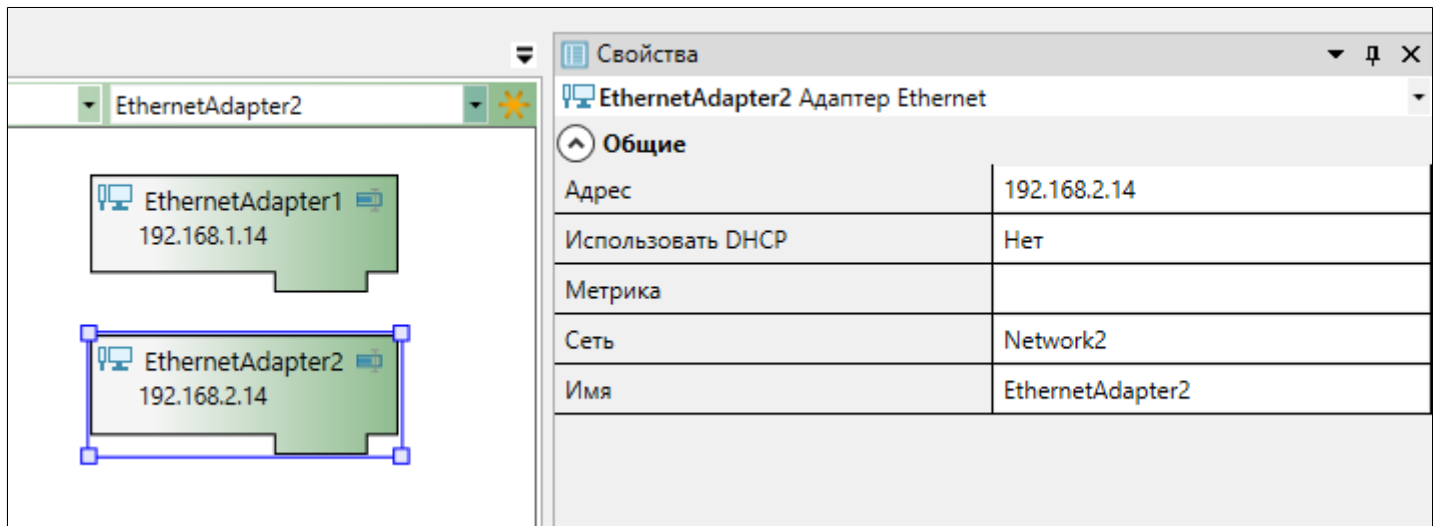 Свойства
EthernetAdapter2
EthernetAdapter2 Адаптер Ethernet
Общие
EthernetAdapter1
192.168.1.14
EthernetAdapter2
192.168.2.14
Адрес 192.168.2.14
Использовать DHCP Нет
Метрика
Сеть Network2
Имя EthernetAdapter2